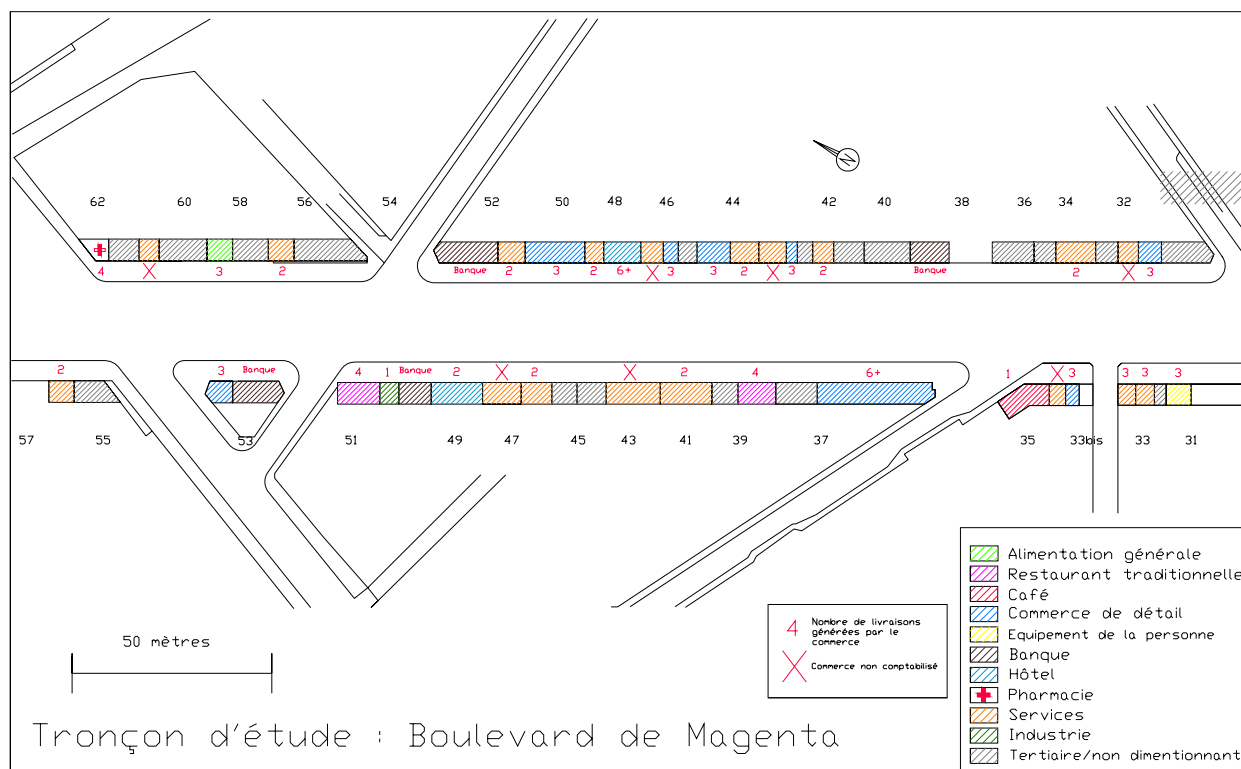 62 60 58 56 54 52 50 48 46 44 42 40 38 36 34 32
N
4 3 2 Banque 2 3 2 6+ 3 3 2 3 2 Banque 2 3
2 3 Banque 4 1 Banque 2 2 2 4 6+ 1 3 3 3 3
57 55 53 51 49 47 45 43 41 39 37 35 33bis 33 31
50 mètres
4 Nombre de livraisons
générées par le
commerce
Commerce non comptabilisé
Alimentation générale
Restaurant traditionnelle
Café
Commerce de détail
Equipement de la personne
Banque
Hôtel
Pharmacie
Services
Industrie
Tertiaire/non dimentionnant
Tronçon d'étude : Boulevard de Magenta